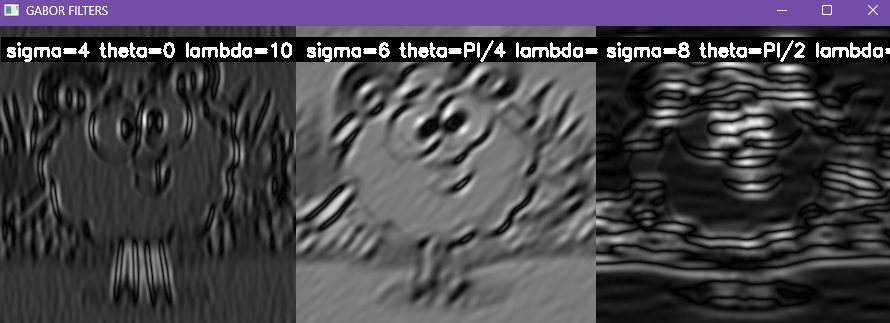 GABOR FILTERS
sigma=4 theta=0 lambda=10 sigma=6 theta=PI/4 lambda= sigma=8 theta=PI/2 lambda=